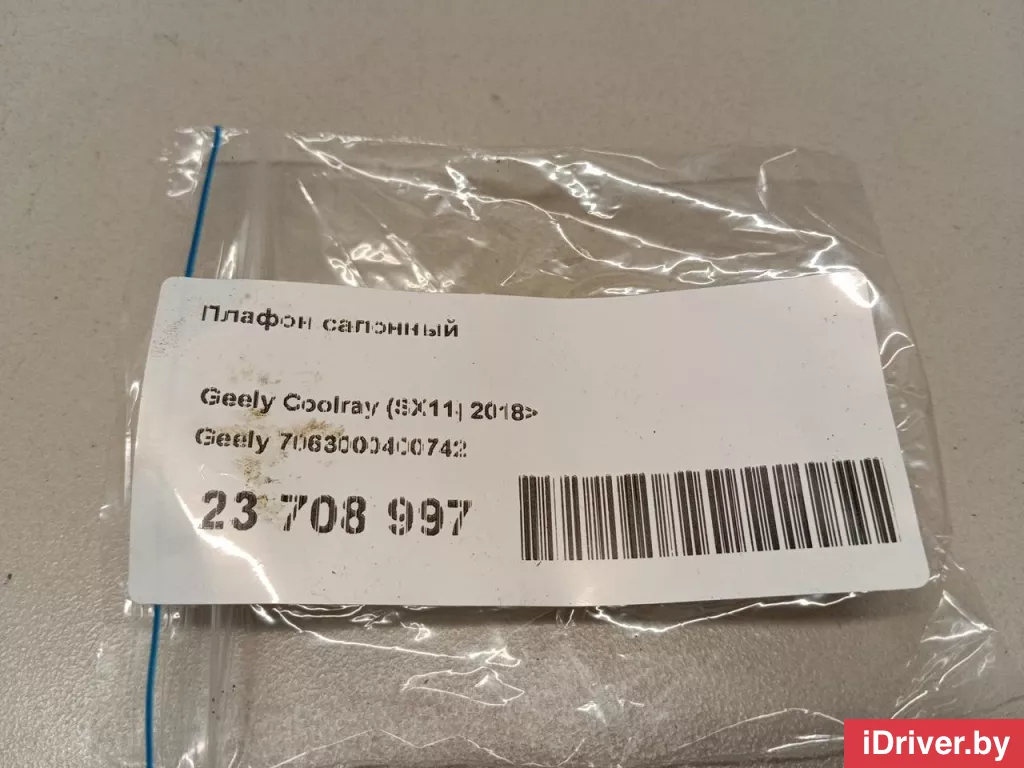 Плафон салонный
Geely Coolray (SX11) 2018>
Geely 7063000400742
23 708 997
iDriver.by